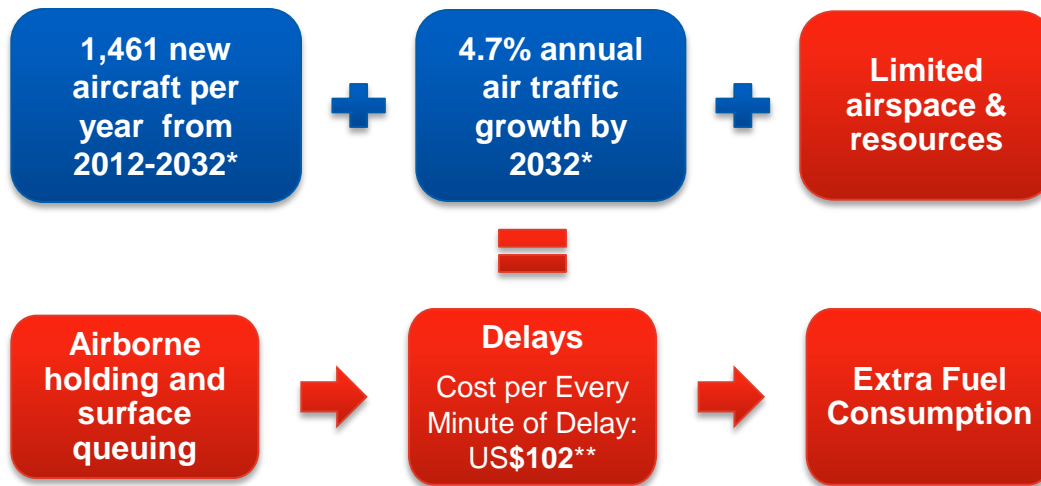 1,461 new
aircraft per
year from
2012-2032*
4.7% annual
air traffic
growth by
2032*
Limited
airspace &
resources
Airborne
holding and
surface
queuing
Delays
Cost per Every
Minute of Delay:
US$102**
Extra Fuel
Consumption